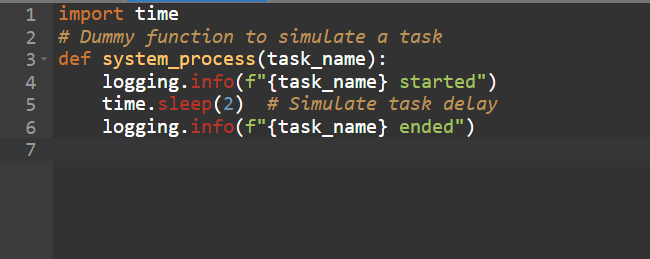 1 import time
2 # Dummy function to simulate a task
3 def system_process(task_name):
4     logging.info(f"{task_name} started")
5     time.sleep(2)  # Simulate task delay
6     logging.info(f"{task_name} ended")
7